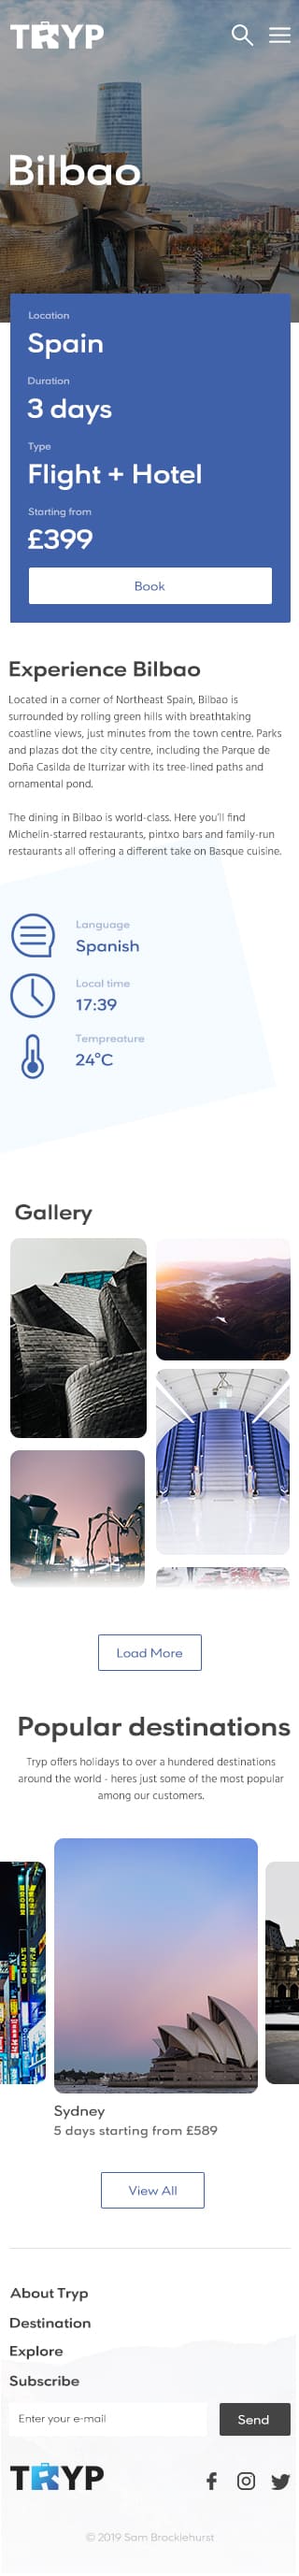 TRYP
Bilbao
Location
Spain
Duration
3 days
Type
Flight + Hotel
Starting from
£399
Book
Experience Bilbao
Located in a corner of Northeast Spain, Bilbao is
surrounded by rolling green hills with breathtaking
coastline views, just minutes from the town centre. Parks
and plazas dot the city centre, including the Parque de
Doña Casilda de Iturrizar with its tree-lined paths and
ornamental pond.
The dining in Bilbao is world-class. Here you'll find
Michelin-starred restaurants, pintxo bars and family-run
restaurants all offering a different take on Basque cuisine.
Language
Spanish
Local time
17:39
Tempreature
24°C
Gallery
Load More
Popular destinations
Tryp offers holidays to over a hundered destinations
around the world - heres just some of the most popular
among our customers.
Sydney
5 days starting from £589
View All
About Tryp
Destination
Explore
Subscribe
Enter your e-mail
Send
TRYP
© 2019 Sam Brocklehurst